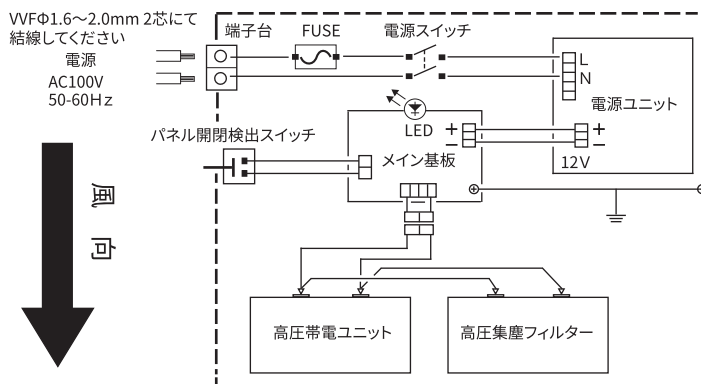 VVFΦ1.6～2.0mm 2芯にて
結線してください
電源
AC100V
50-60Hz
端子台
FUSE
電源スイッチ
L
N
電源ユニット
LED
+
−
+
−
12V
パネル開閉検出スイッチ
メイン基板
風向
高圧帯電ユニット
高圧集塵フィルター